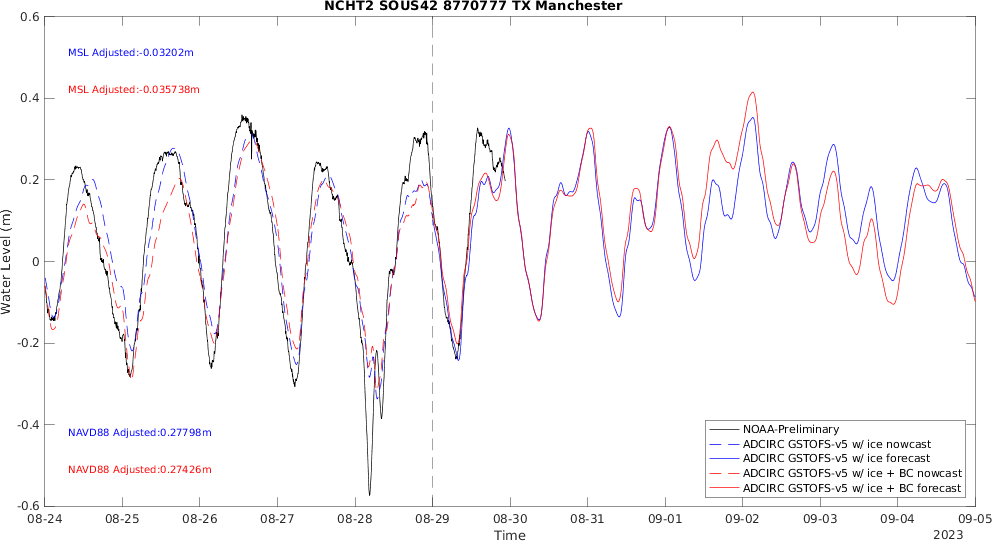 NCHT2 SOUS42 8770777 TX Manchester
0.6
0.4
0.2
0
-0.2
-0.4
-0.6
Water Level (m)
MSL Adjusted:-0.03202m
MSL Adjusted:-0.035738m
NAVD88 Adjusted:0.27798m
NAVD88 Adjusted:0.27426m
NOAA-Preliminary
ADCIRC GSTOFS-v5 w/ ice nowcast
ADCIRC GSTOFS-v5 w/ ice forecast
ADCIRC GSTOFS-v5 w/ ice + BC nowcast
ADCIRC GSTOFS-v5 w/ ice + BC forecast
08-24 08-25 08-26 08-27 08-28 08-29 08-30 08-31 09-01 09-02 09-03 09-04 09-05
Time
2023